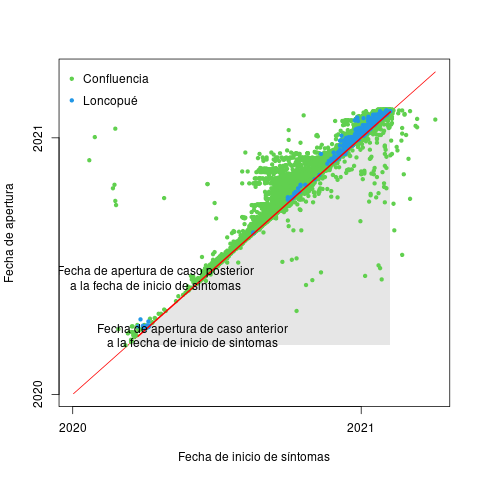 Confluencia
Loncopué
2021
2020
Fecha de apertura
Fecha de apertura de caso posterior
a la fecha de inicio de síntomas
Fecha de apertura de caso anterior
a la fecha de inicio de sintomas
2020
2021
Fecha de inicio de síntomas